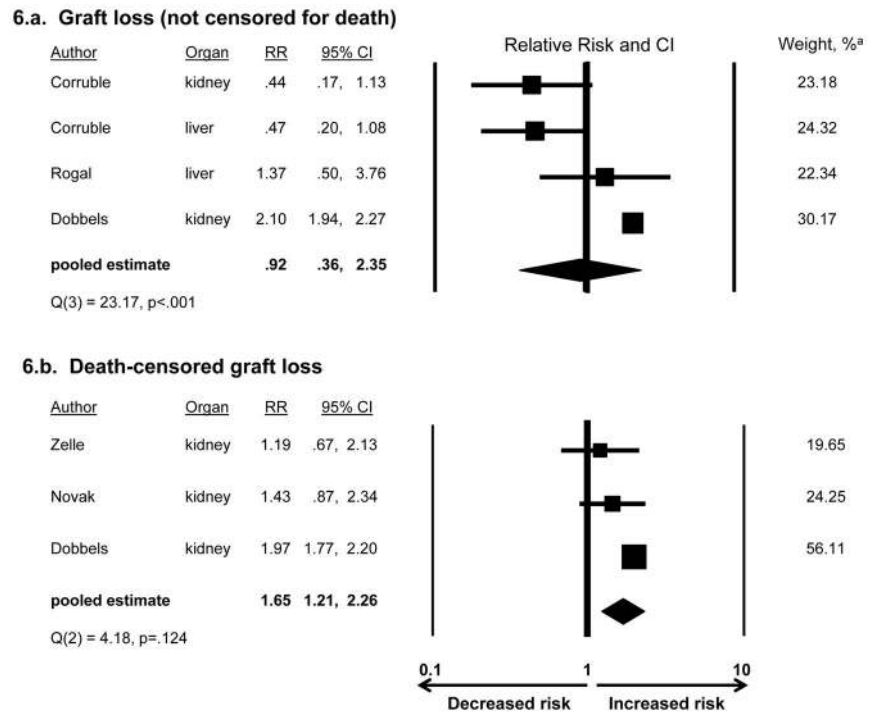 6.a. Graft loss (not censored for death)
Author Organ RR 95% CI Relative Risk and CI Weight, %ᵃ
Corruble kidney .44 .17, 1.13 23.18
Corruble liver .47 .20, 1.08 24.32
Rogal liver 1.37 .50, 3.76 22.34
Dobbels kidney 2.10 1.94, 2.27 30.17
pooled estimate .92 .36, 2.35
Q(3) = 23.17, p<.001
6.b. Death-censored graft loss
Author Organ RR 95% CI
Zelle kidney 1.19 .67, 2.13 19.65
Novak kidney 1.43 .87, 2.34 24.25
Dobbels kidney 1.97 1.77, 2.20 56.11
pooled estimate 1.65 1.21, 2.26
Q(2) = 4.18, p=.124
0.1 1 10
Decreased risk Increased risk